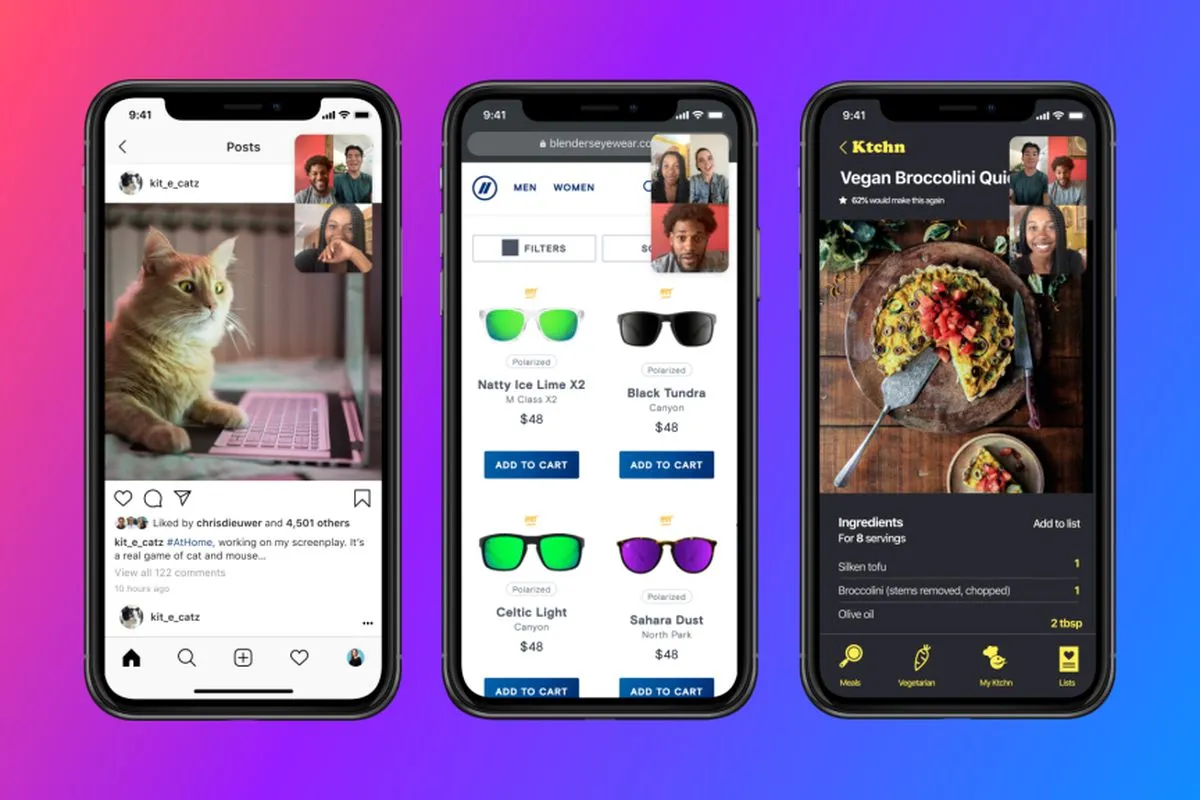 9:41
Posts
kit_e_catz
Liked by chrisdieuwer and 4,501 others
kit_e_catz #AtHome, working on my screenplay. It's
a real game of cat and mouse...
View all 122 comments
10 hours ago
kit_e_catz
9:41
blenderseyewear.co
MEN WOMEN
FILTERS
Polarized
Natty Ice Lime X2
M Class X2
$48
ADD TO CART
Polarized
Black Tundra
Canyon
$48
ADD TO CART
Polarized
Celtic Light
Canyon
$48
ADD TO CART
Polarized
Sahara Dust
North Park
$48
ADD TO CART
9:41
Ktchn
Vegan Broccolini Qui
62% would make this again
Ingredients
Add to list
For 8 servings
Silken tofu 1
Broccolini (stems removed, chopped) 1
Olive oil 2 tbsp
Meals Vegetarian My Ktchn Lists